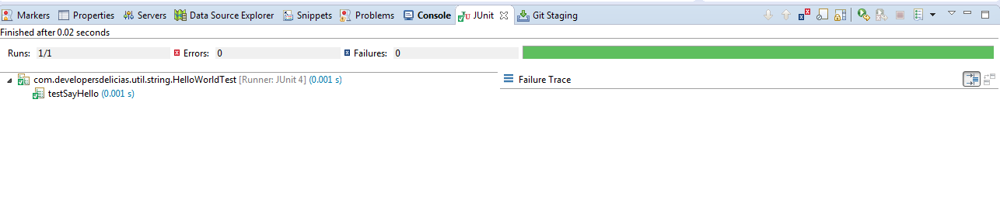 Markers Properties Servers Data Source Explorer Snippets Problems Console JUnit Git Staging
Finished after 0.02 seconds
Runs: 1/1 Errors: 0 Failures: 0
com.developersdelicias.util.string.HelloWorldTest [Runner: JUnit 4] (0.001 s) Failure Trace
testSayHello (0.001 s)